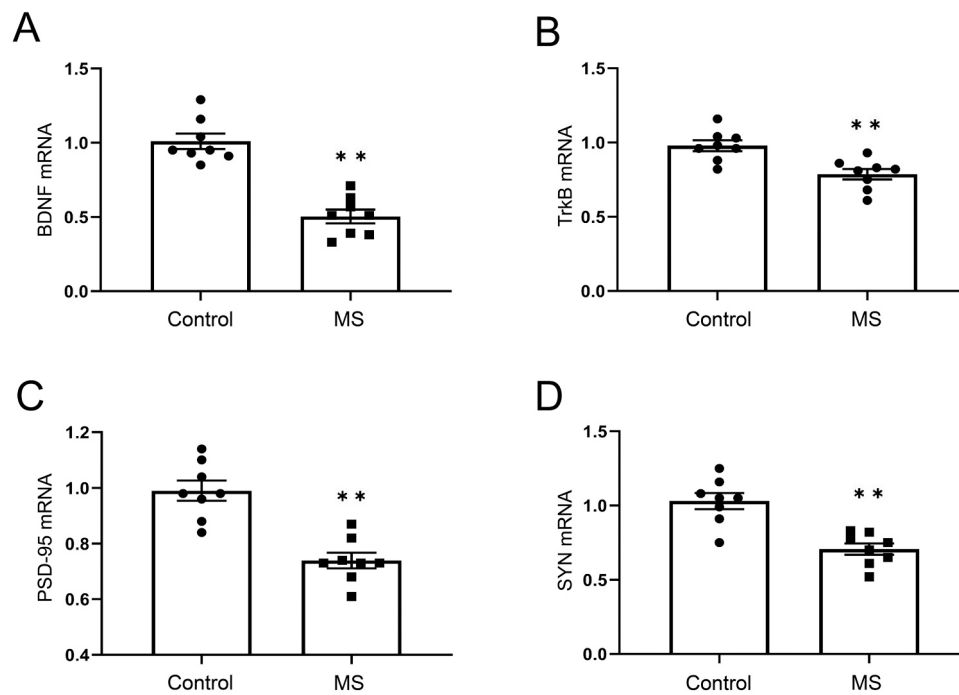 A
BDNF mRNA
1.5
1.0
0.5
0.0
**
Control MS
B
TrkB mRNA
1.5
1.0
0.5
0.0
**
Control MS
C
PSD-95 mRNA
1.2
1.0
0.8
0.6
0.4
**
Control MS
D
SYN mRNA
1.5
1.0
0.5
0.0
**
Control MS